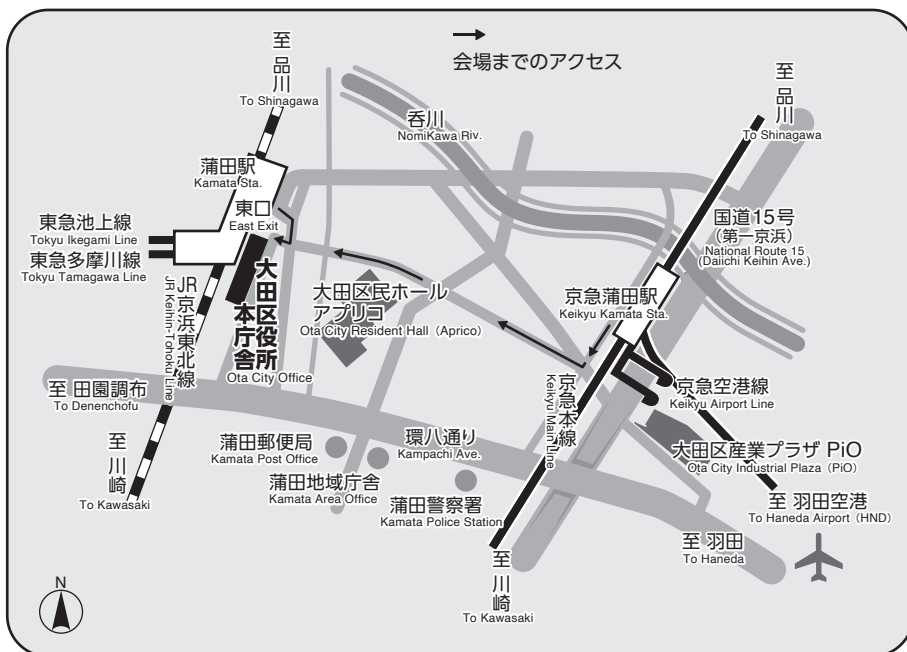 会場までのアクセス
至 品川
To Shinagawa
至 品川
To Shinagawa
呑川
NomiKawa Riv.
蒲田駅
Kamata Sta.
東口
East Exit
東急池上線
Tokyu Ikegami Line
東急多摩川線
Tokyu Tamagawa Line
国道15号
(第一京浜)
National Route 15
(Daiichi Keihin Ave.)
JR京浜東北線
JR Keihin-Tohoku Line
大田区役所
本庁舎
Ota City Office
大田区民ホール
アプリコ
Ota City Resident Hall（Aprico）
京急蒲田駅
Keikyu Kamata Sta.
至 田園調布
To Denenchofu
京急本線
Keikyu Main Line
京急空港線
Keikyu Airport Line
至 川崎
To Kawasaki
蒲田郵便局
Kamata Post Office
環八通り
Kampachi Ave.
大田区産業プラザ PiO
Ota City Industrial Plaza（PiO）
蒲田地域庁舎
Kamata Area Office
蒲田警察署
Kamata Police Station
至 羽田空港
To Haneda Airport（HND）
至 羽田
To Haneda
至 川崎
To Kawasaki
N